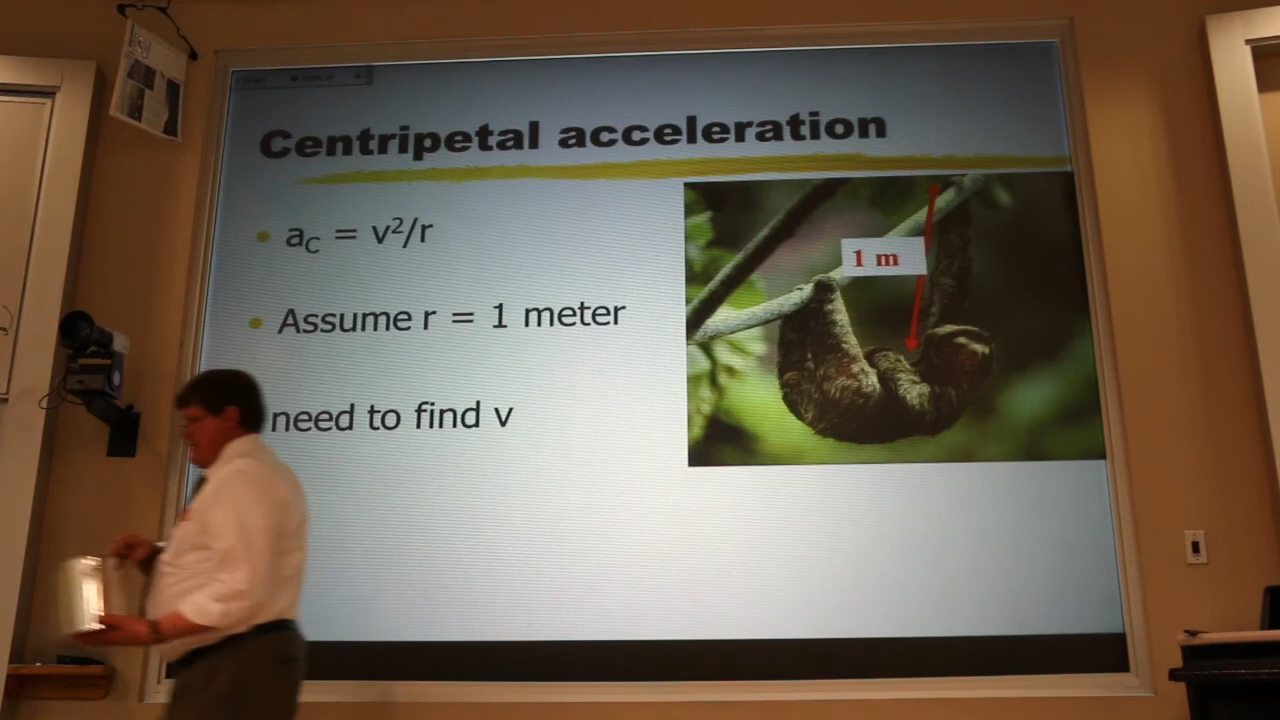 Centripetal acceleration
a_C = v²/r
Assume r = 1 meter
need to find v
1 m